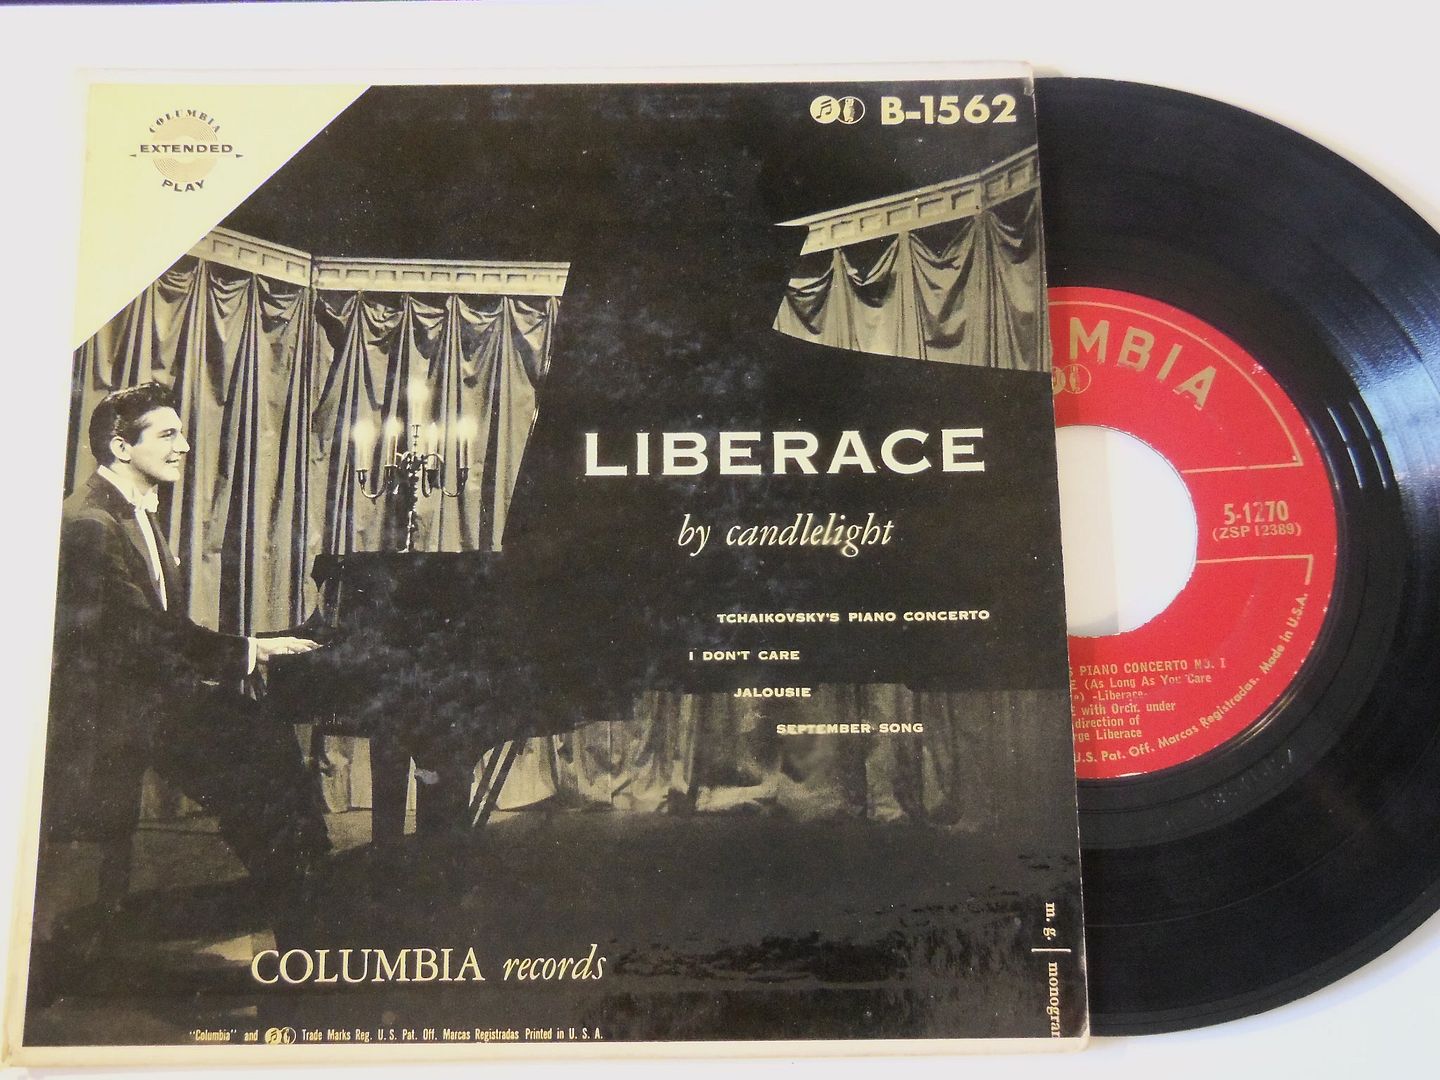 COLUMBIA
EXTENDED
PLAY
B-1562
LIBERACE
by candlelight
TCHAIKOVSKY'S PIANO CONCERTO
I DON'T CARE
JALOUSIE
SEPTEMBER SONG
COLUMBIA records
"Columbia" and Trade Marks Reg. U. S. Pat. Off. Marcas Registradas Printed in U. S. A.
m. g. | monogram
UMBIA
5-1270
(ZSP 12389)
S PIANO CONCERTO NO. 1
E (As Long As You Care
) -Liberace-
E with Orch. under
direction of
rge Liberace
U.S. Pat. Off. Marcas Registradas. Made in U.S.A.